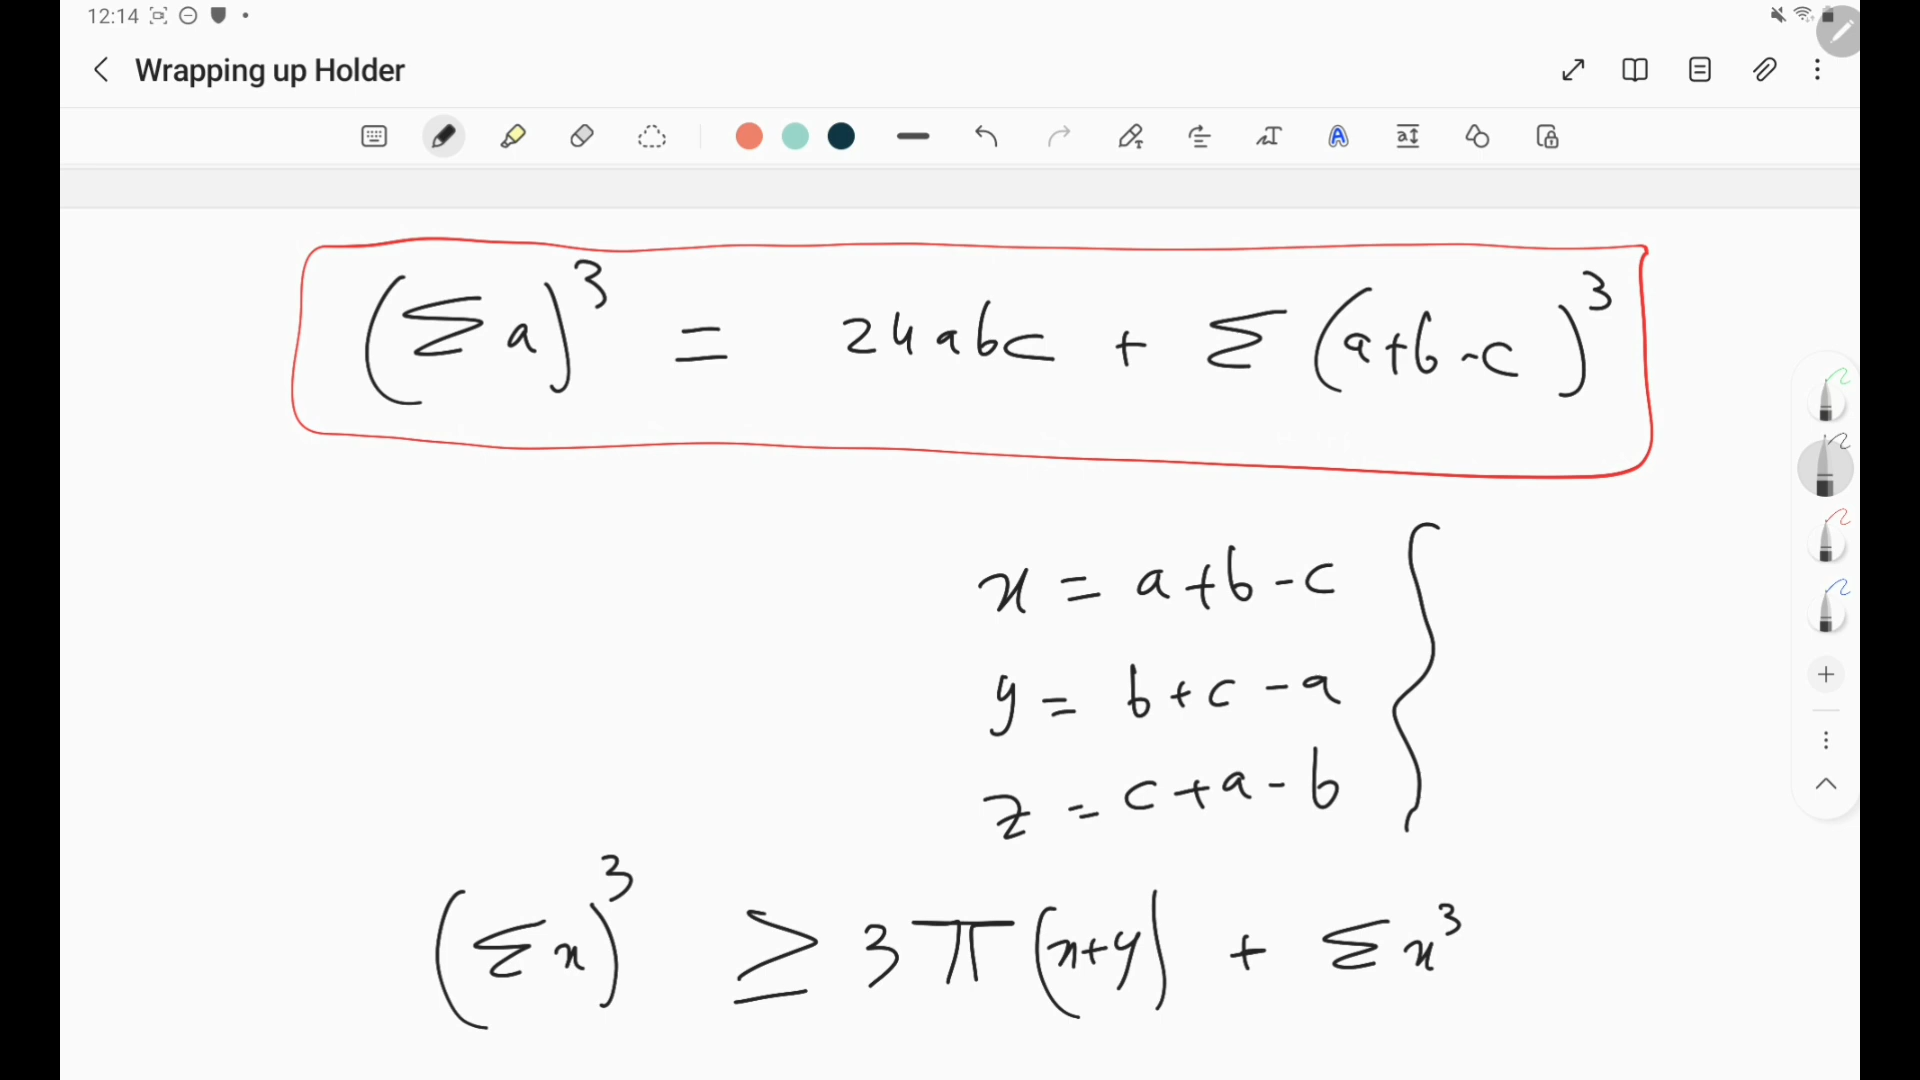 12:14
Wrapping up Holder
(Σa)³ = 24abc + Σ(a+b-c)³
x = a+b-c
y = b+c-a
z = c+a-b
(Σx)³ ≥ 3π(x+y) + Σx³